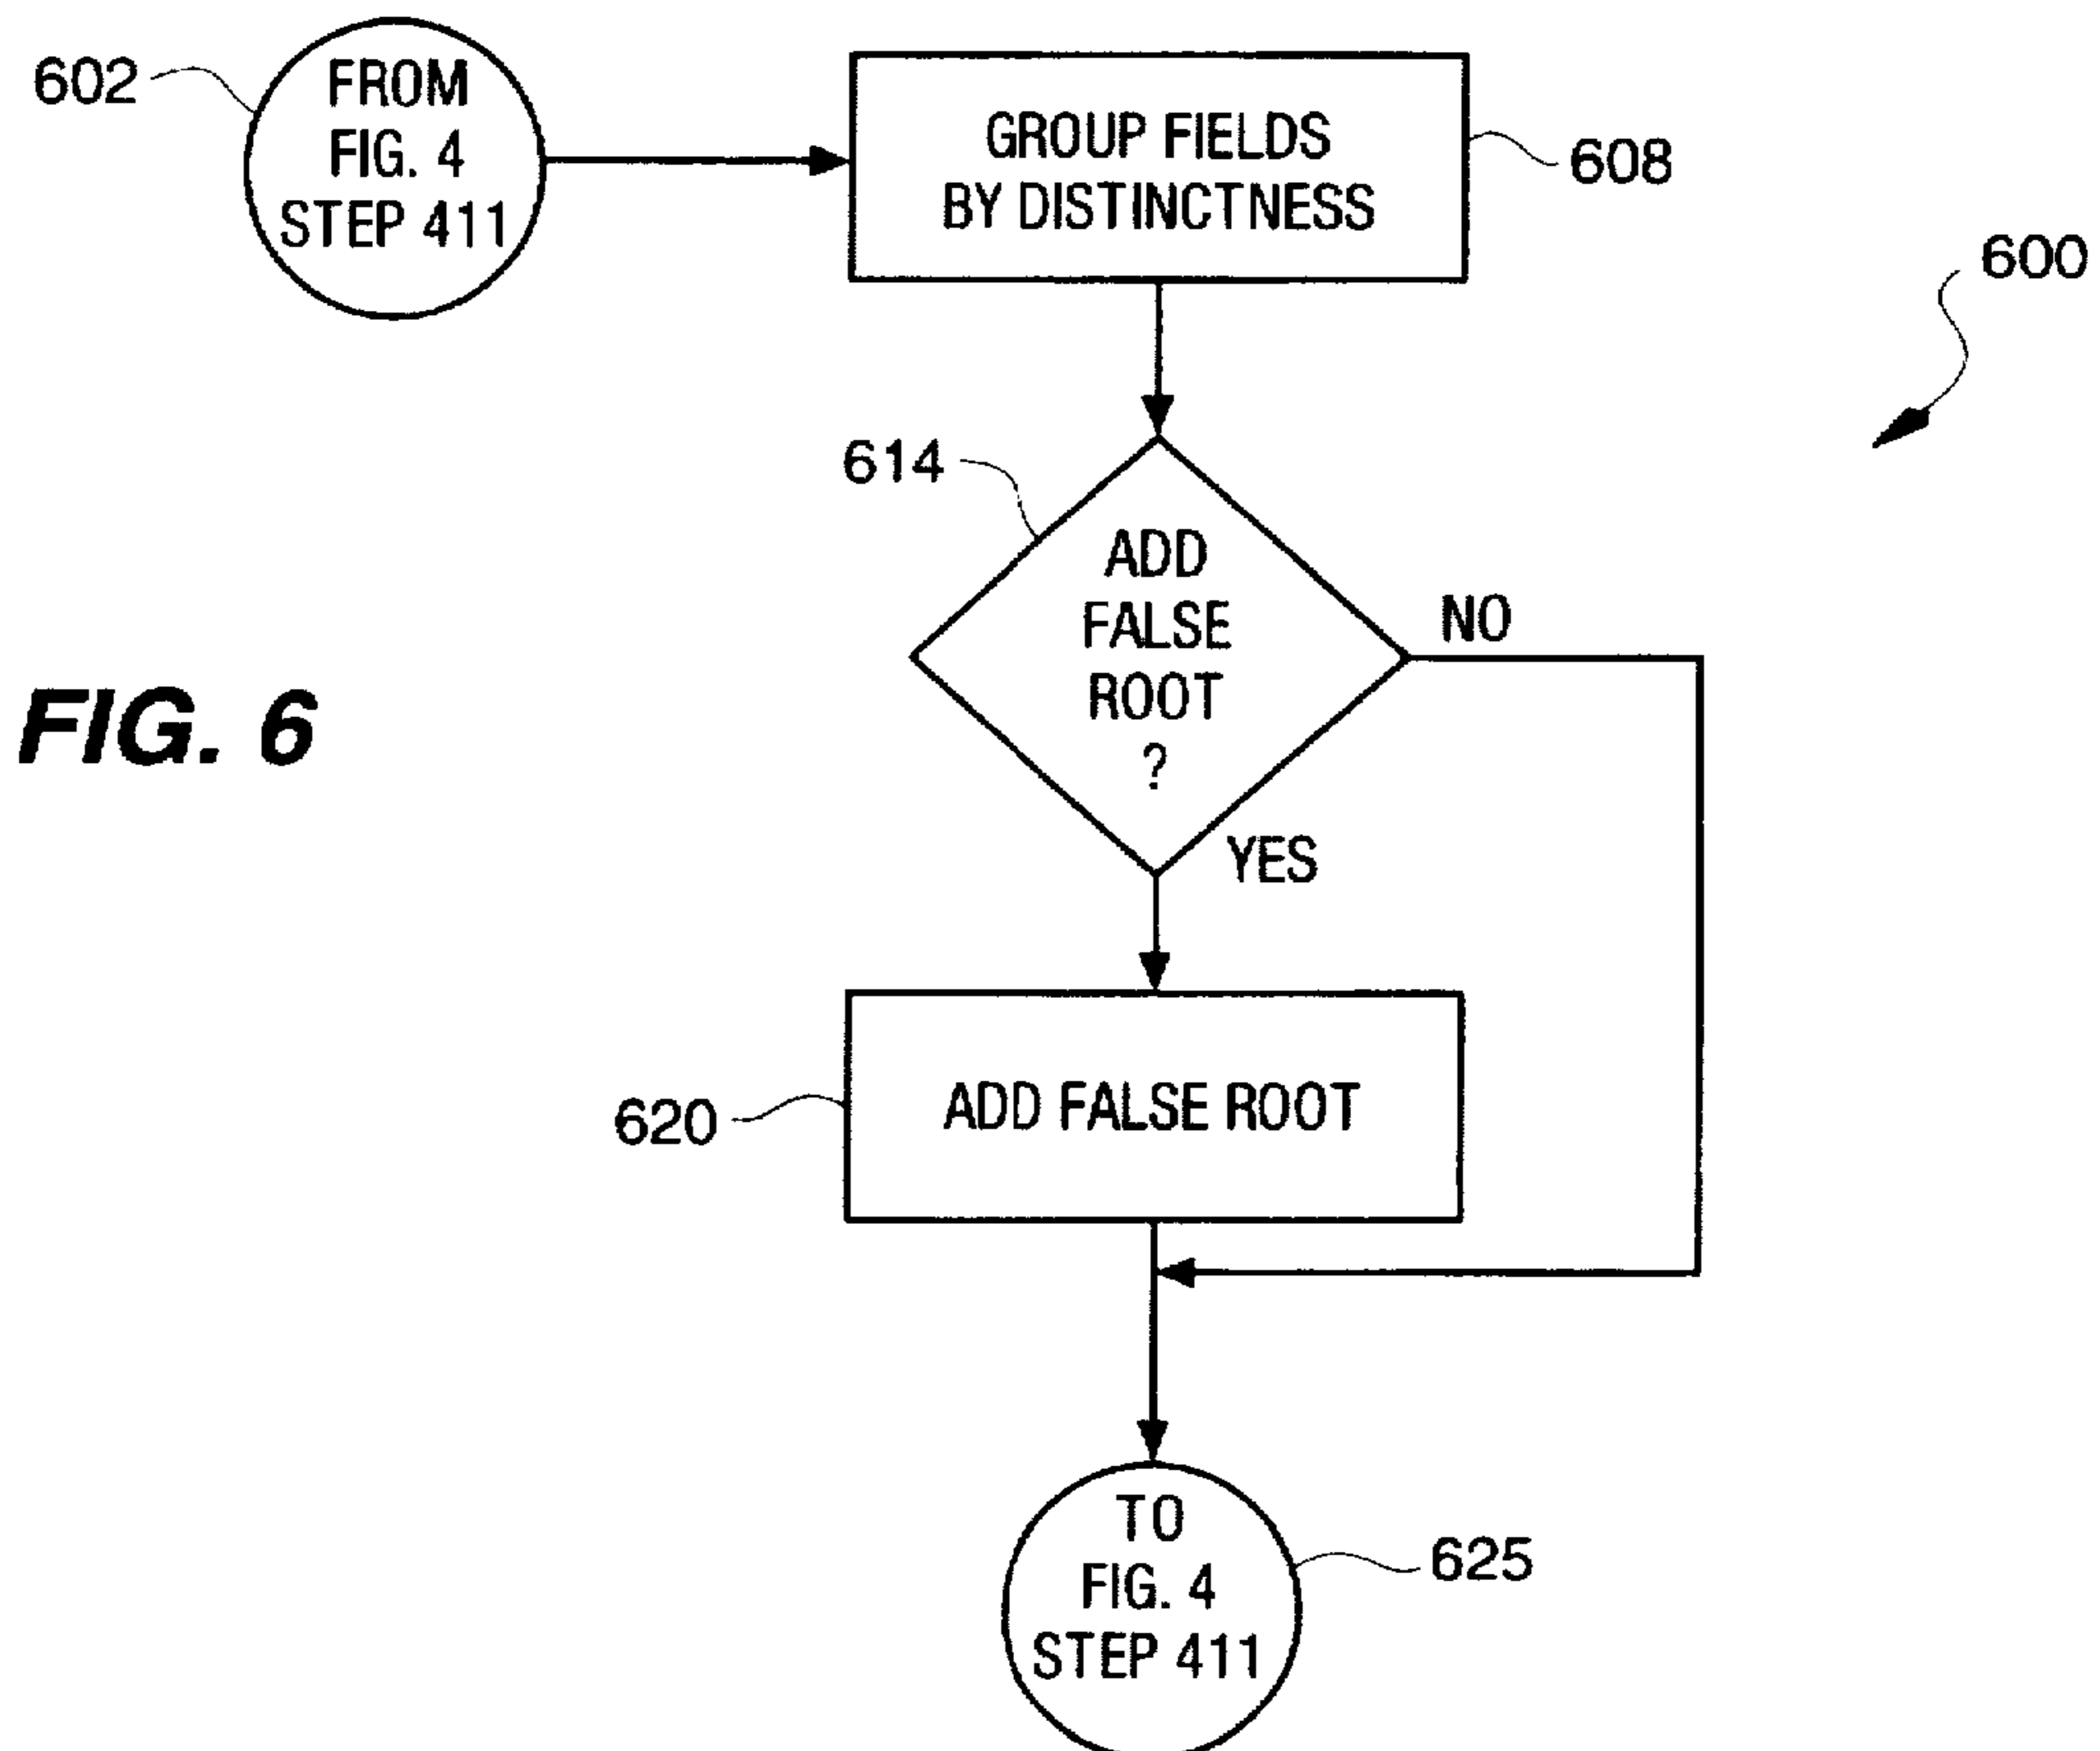 602
FROM
FIG. 4
STEP 411
GROUP FIELDS
BY DISTINCTNESS
608
600
614
ADD
FALSE
ROOT
?
NO
FIG. 6
YES
620
ADD FALSE ROOT
TO
FIG. 4
STEP 411
625